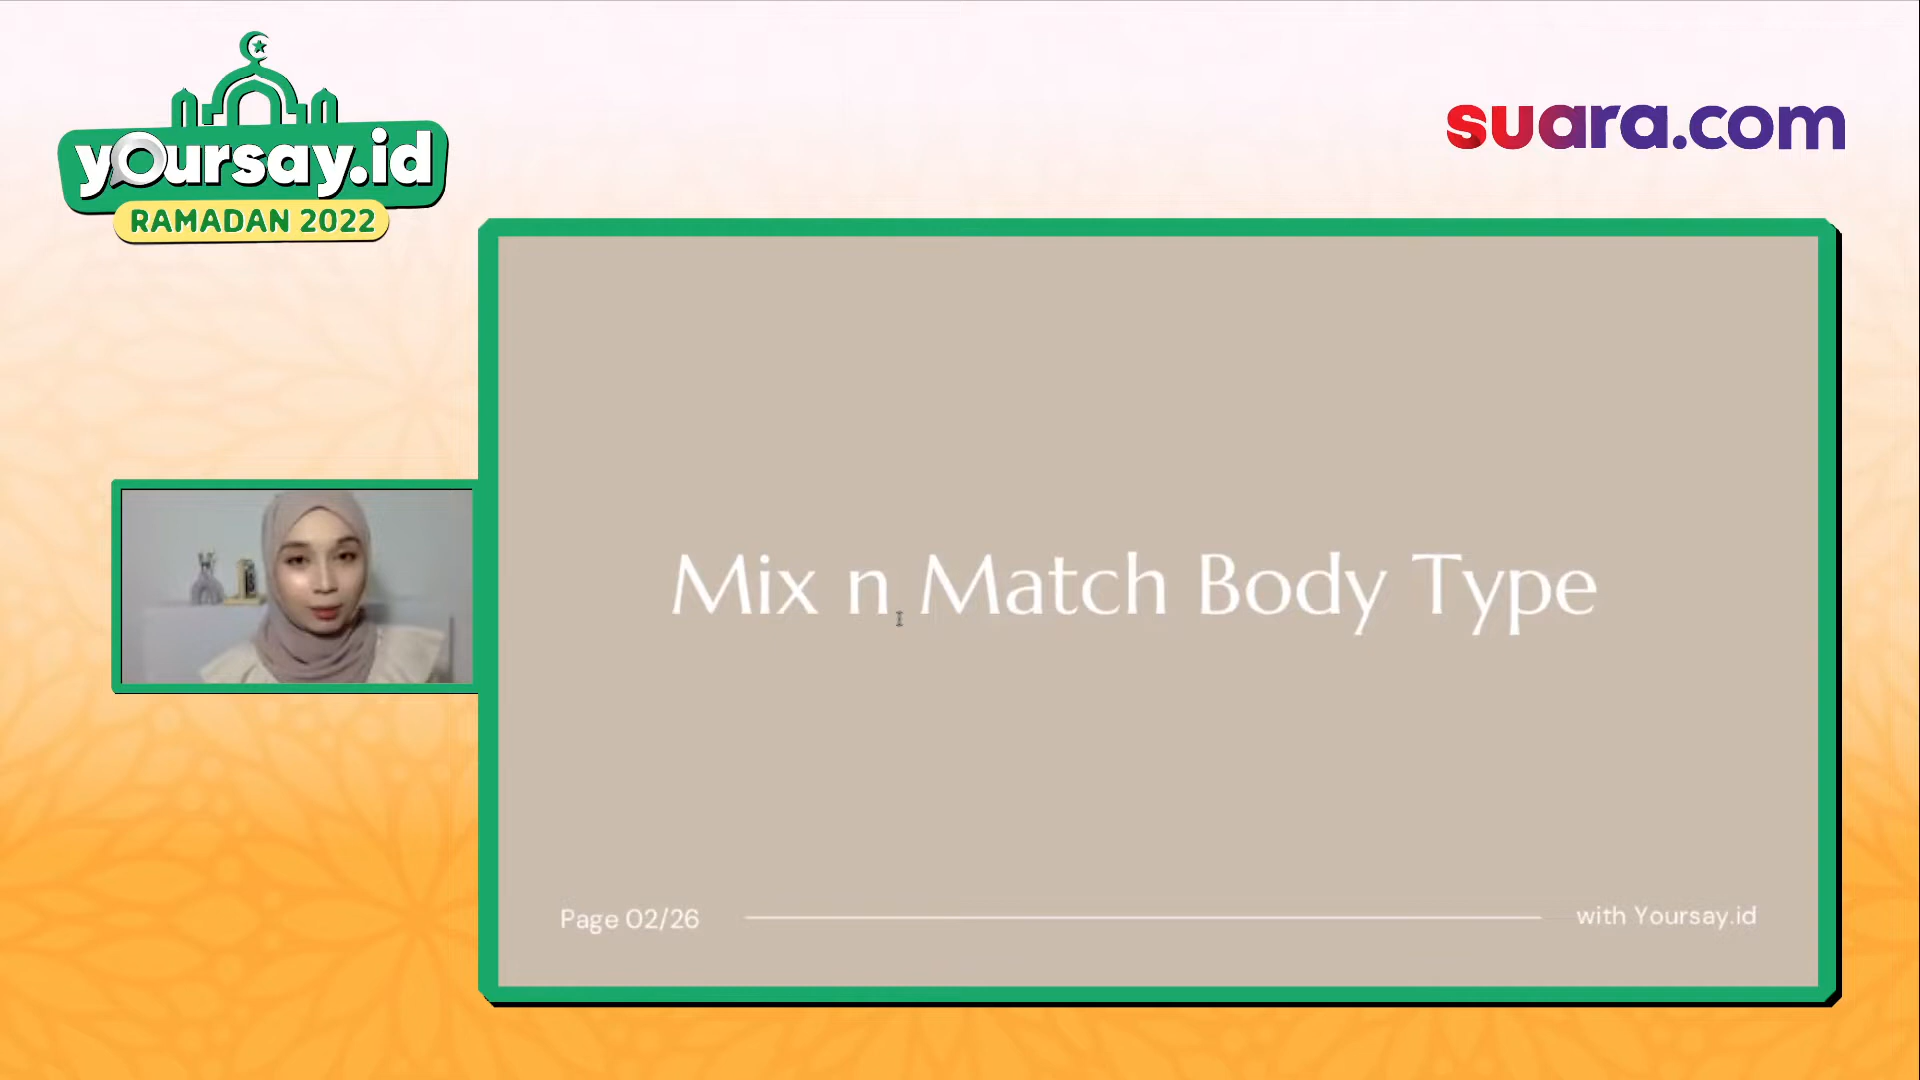 yoursay.id
RAMADAN 2022
suara.com
Mix n Match Body Type
Page 02/26
with Yoursay.id